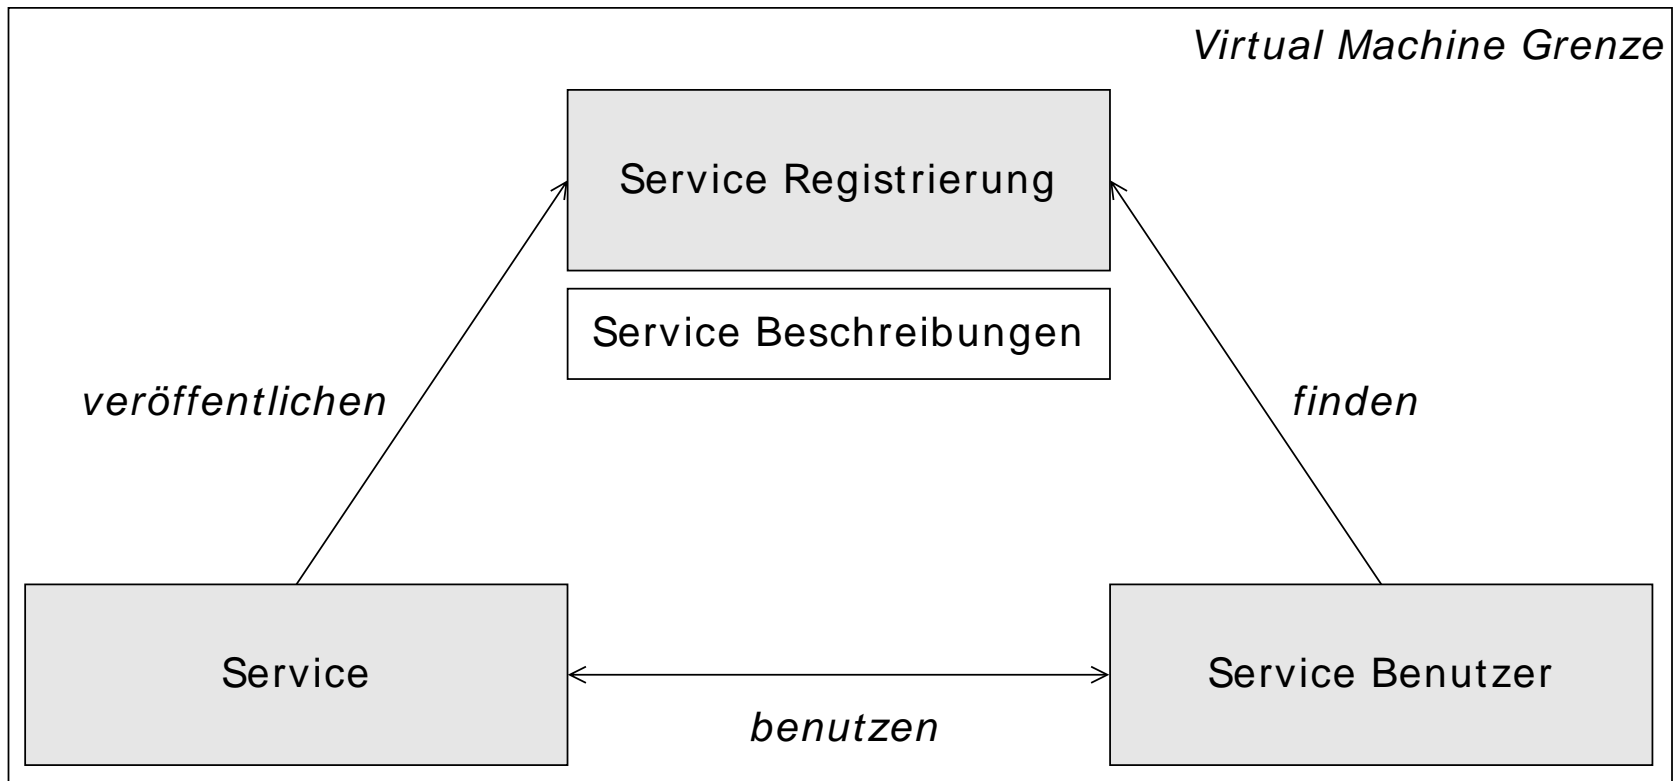 Virtual Machine Grenze
Service Registrierung
Service Beschreibungen
veröffentlichen
finden
Service
Service Benutzer
benutzen